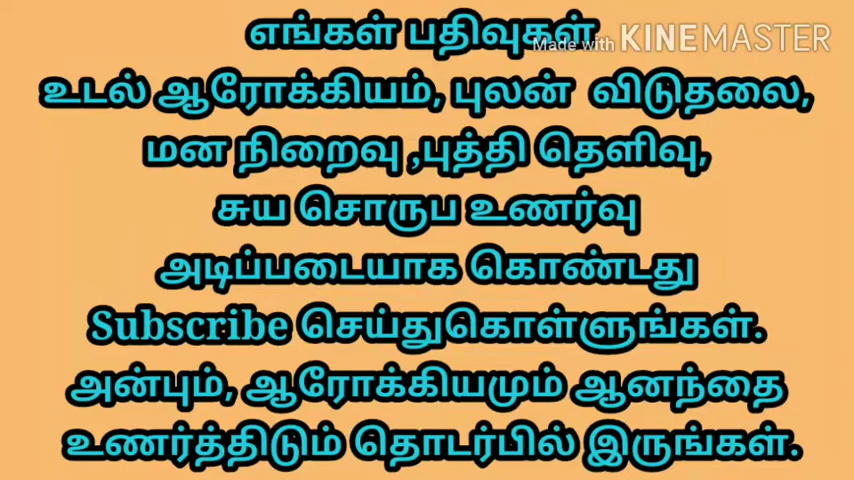 எங்கள் பதிவுகள்
Made with KINEMASTER
உடல் ஆரோக்கியம், புலன் விடுதலை,
மன நிறைவு ,புத்தி தெளிவு,
சுய சொருப உணர்வு
அடிப்படையாக கொண்டது
Subscribe செய்துகொள்ளுங்கள்.
அன்பும், ஆரோக்கியமும் ஆனந்தை
உணர்த்திடும் தொடர்பில் இருங்கள்.